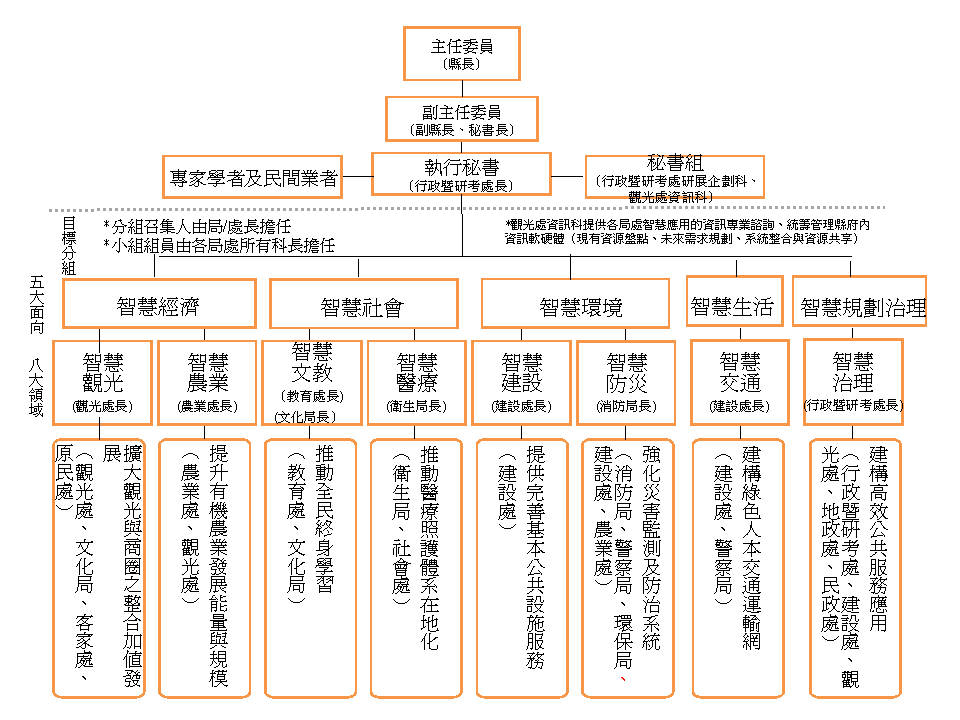 主任委員
〔縣長〕
副主任委員
〔副縣長、秘書長〕
執行秘書
〔行政暨研考處長〕
專家學者及民間業者
秘書組
〔行政暨研考處研展企劃科、
觀光處資訊科〕
目標分組
*分組召集人由局/處長擔任
*小組組員由各局處所有科長擔任
*觀光處資訊科提供各局處智慧應用的資訊專業諮詢、統籌管理縣府內
資訊軟硬體（現有資源盤點、未來需求規劃、系統整合與資源共享）
五大面向
智慧經濟
智慧社會
智慧環境
智慧生活
智慧規劃治理
八大領域
智慧
觀光
(觀光處長)
智慧
農業
(農業處長)
智慧
文教
〔教育處長〕
(文化局長〕
智慧
醫療
(衛生局長)
智慧
建設
(建設處長)
智慧
防災
(消防局長)
智慧
交通
(建設處長)
智慧
治理
(行政暨研考處長)
擴大觀光與商圈之整合加值發
展
（觀光處、文化局、客家處、
原民處）
提升有機農業發展能量與規模
（農業處、觀光處）
推動全民終身學習
（教育處、文化局）
推動醫療照護體系在地化
（衛生局、社會處）
提供完善基本公共設施服務
（建設處）
強化災害監測及防治系統
（消防局、警察局、環保局、
建設處、農業處）
建構綠色人本交通運輸網
（建設處、警察局）
建構高效公共服務應用
（行政暨研考處、建設處、觀
光處、地政處、民政處）